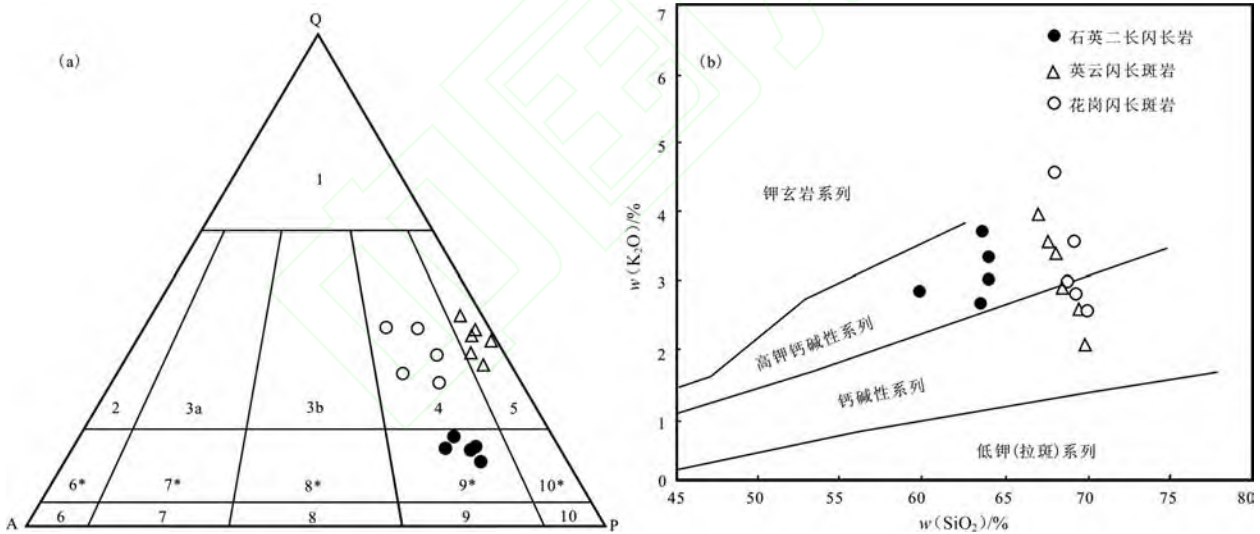 Q
(a)
1
2
3a
3b
4
5
6*
7*
8*
9*
10*
6
7
8
9
10
A
P
(b)
石英二长闪长岩
英云闪长斑岩
花岗闪长斑岩
钾玄岩系列
高钾钙碱性系列
钙碱性系列
低钾(拉斑)系列
w(K₂O)/%
7
6
5
4
3
2
1
0
45
50
55
60
65
70
75
80
w(SiO₂)/%